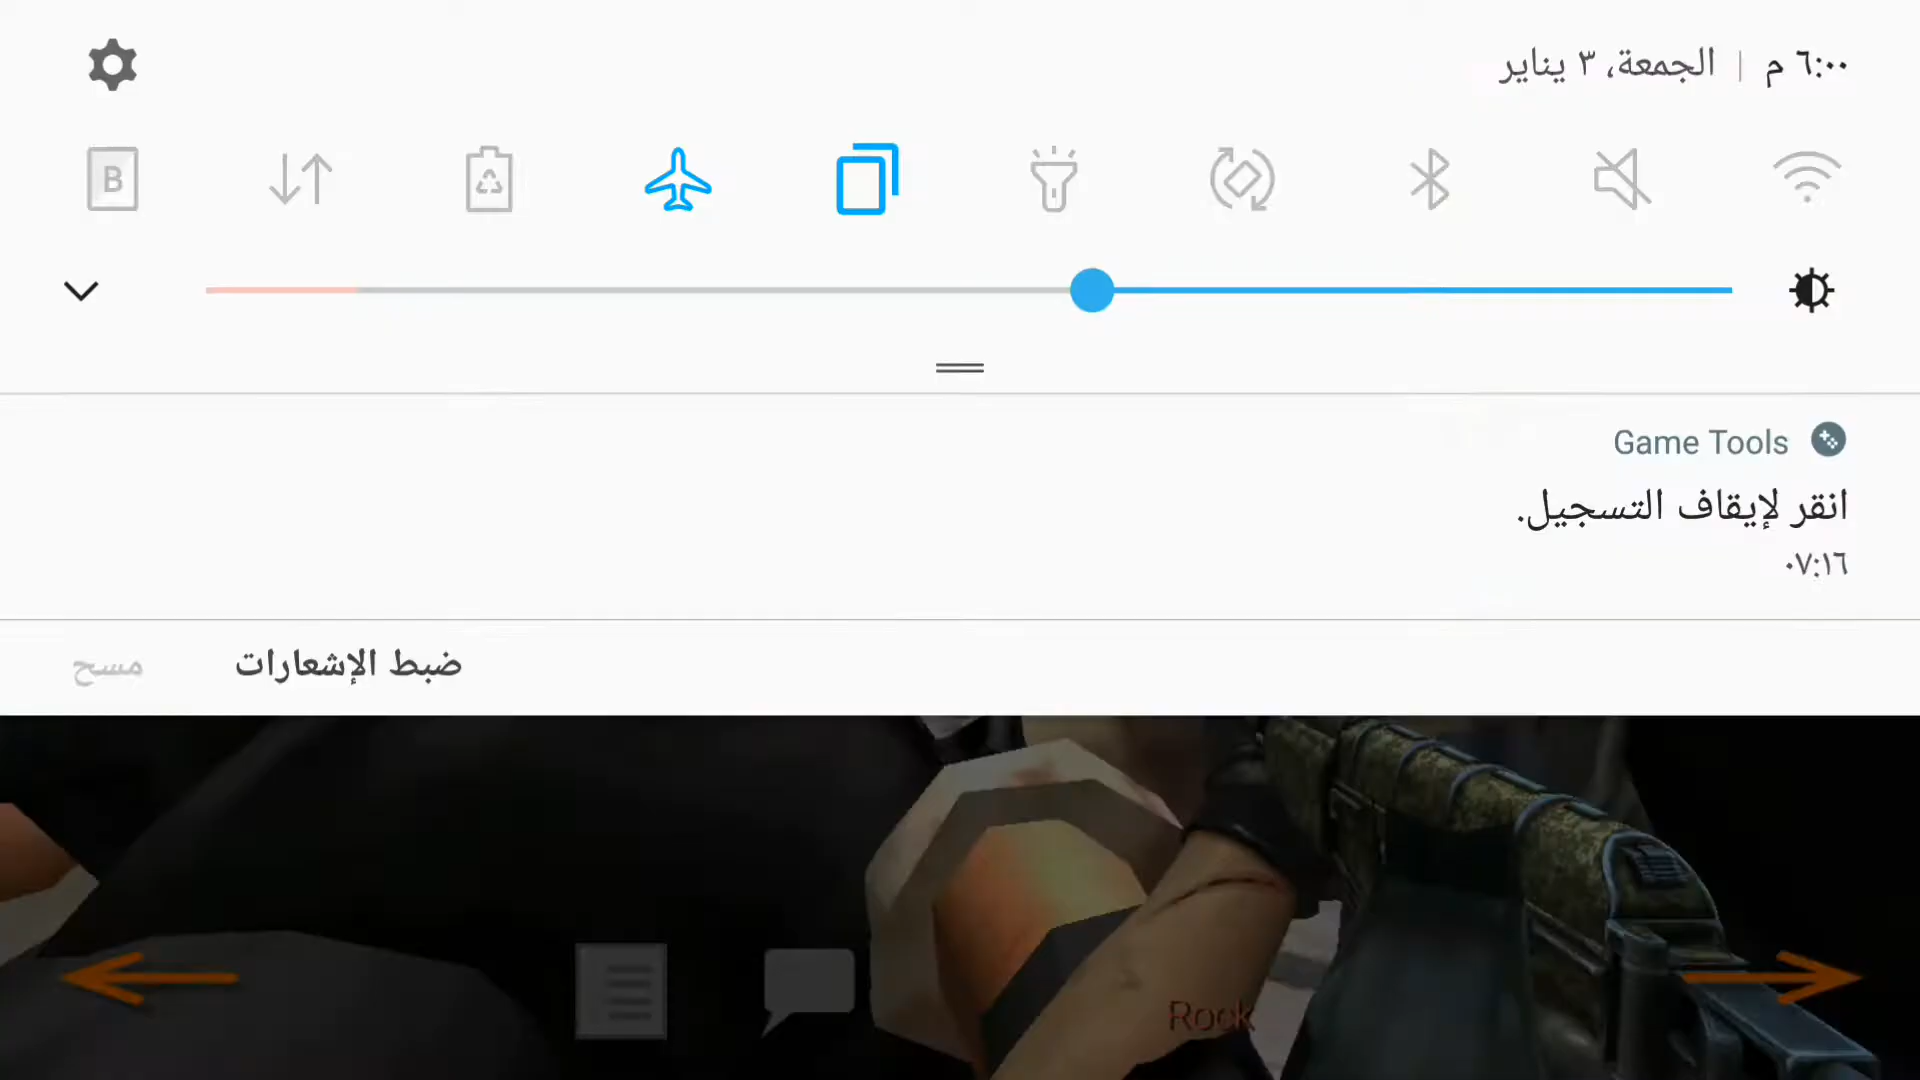 ٦:٠٠ م | الجمعة، ٣ يناير
B
Game Tools
انقر لإيقاف التسجيل.
٠٧:١٦
ضبط الإشعارات
مسح
Rock